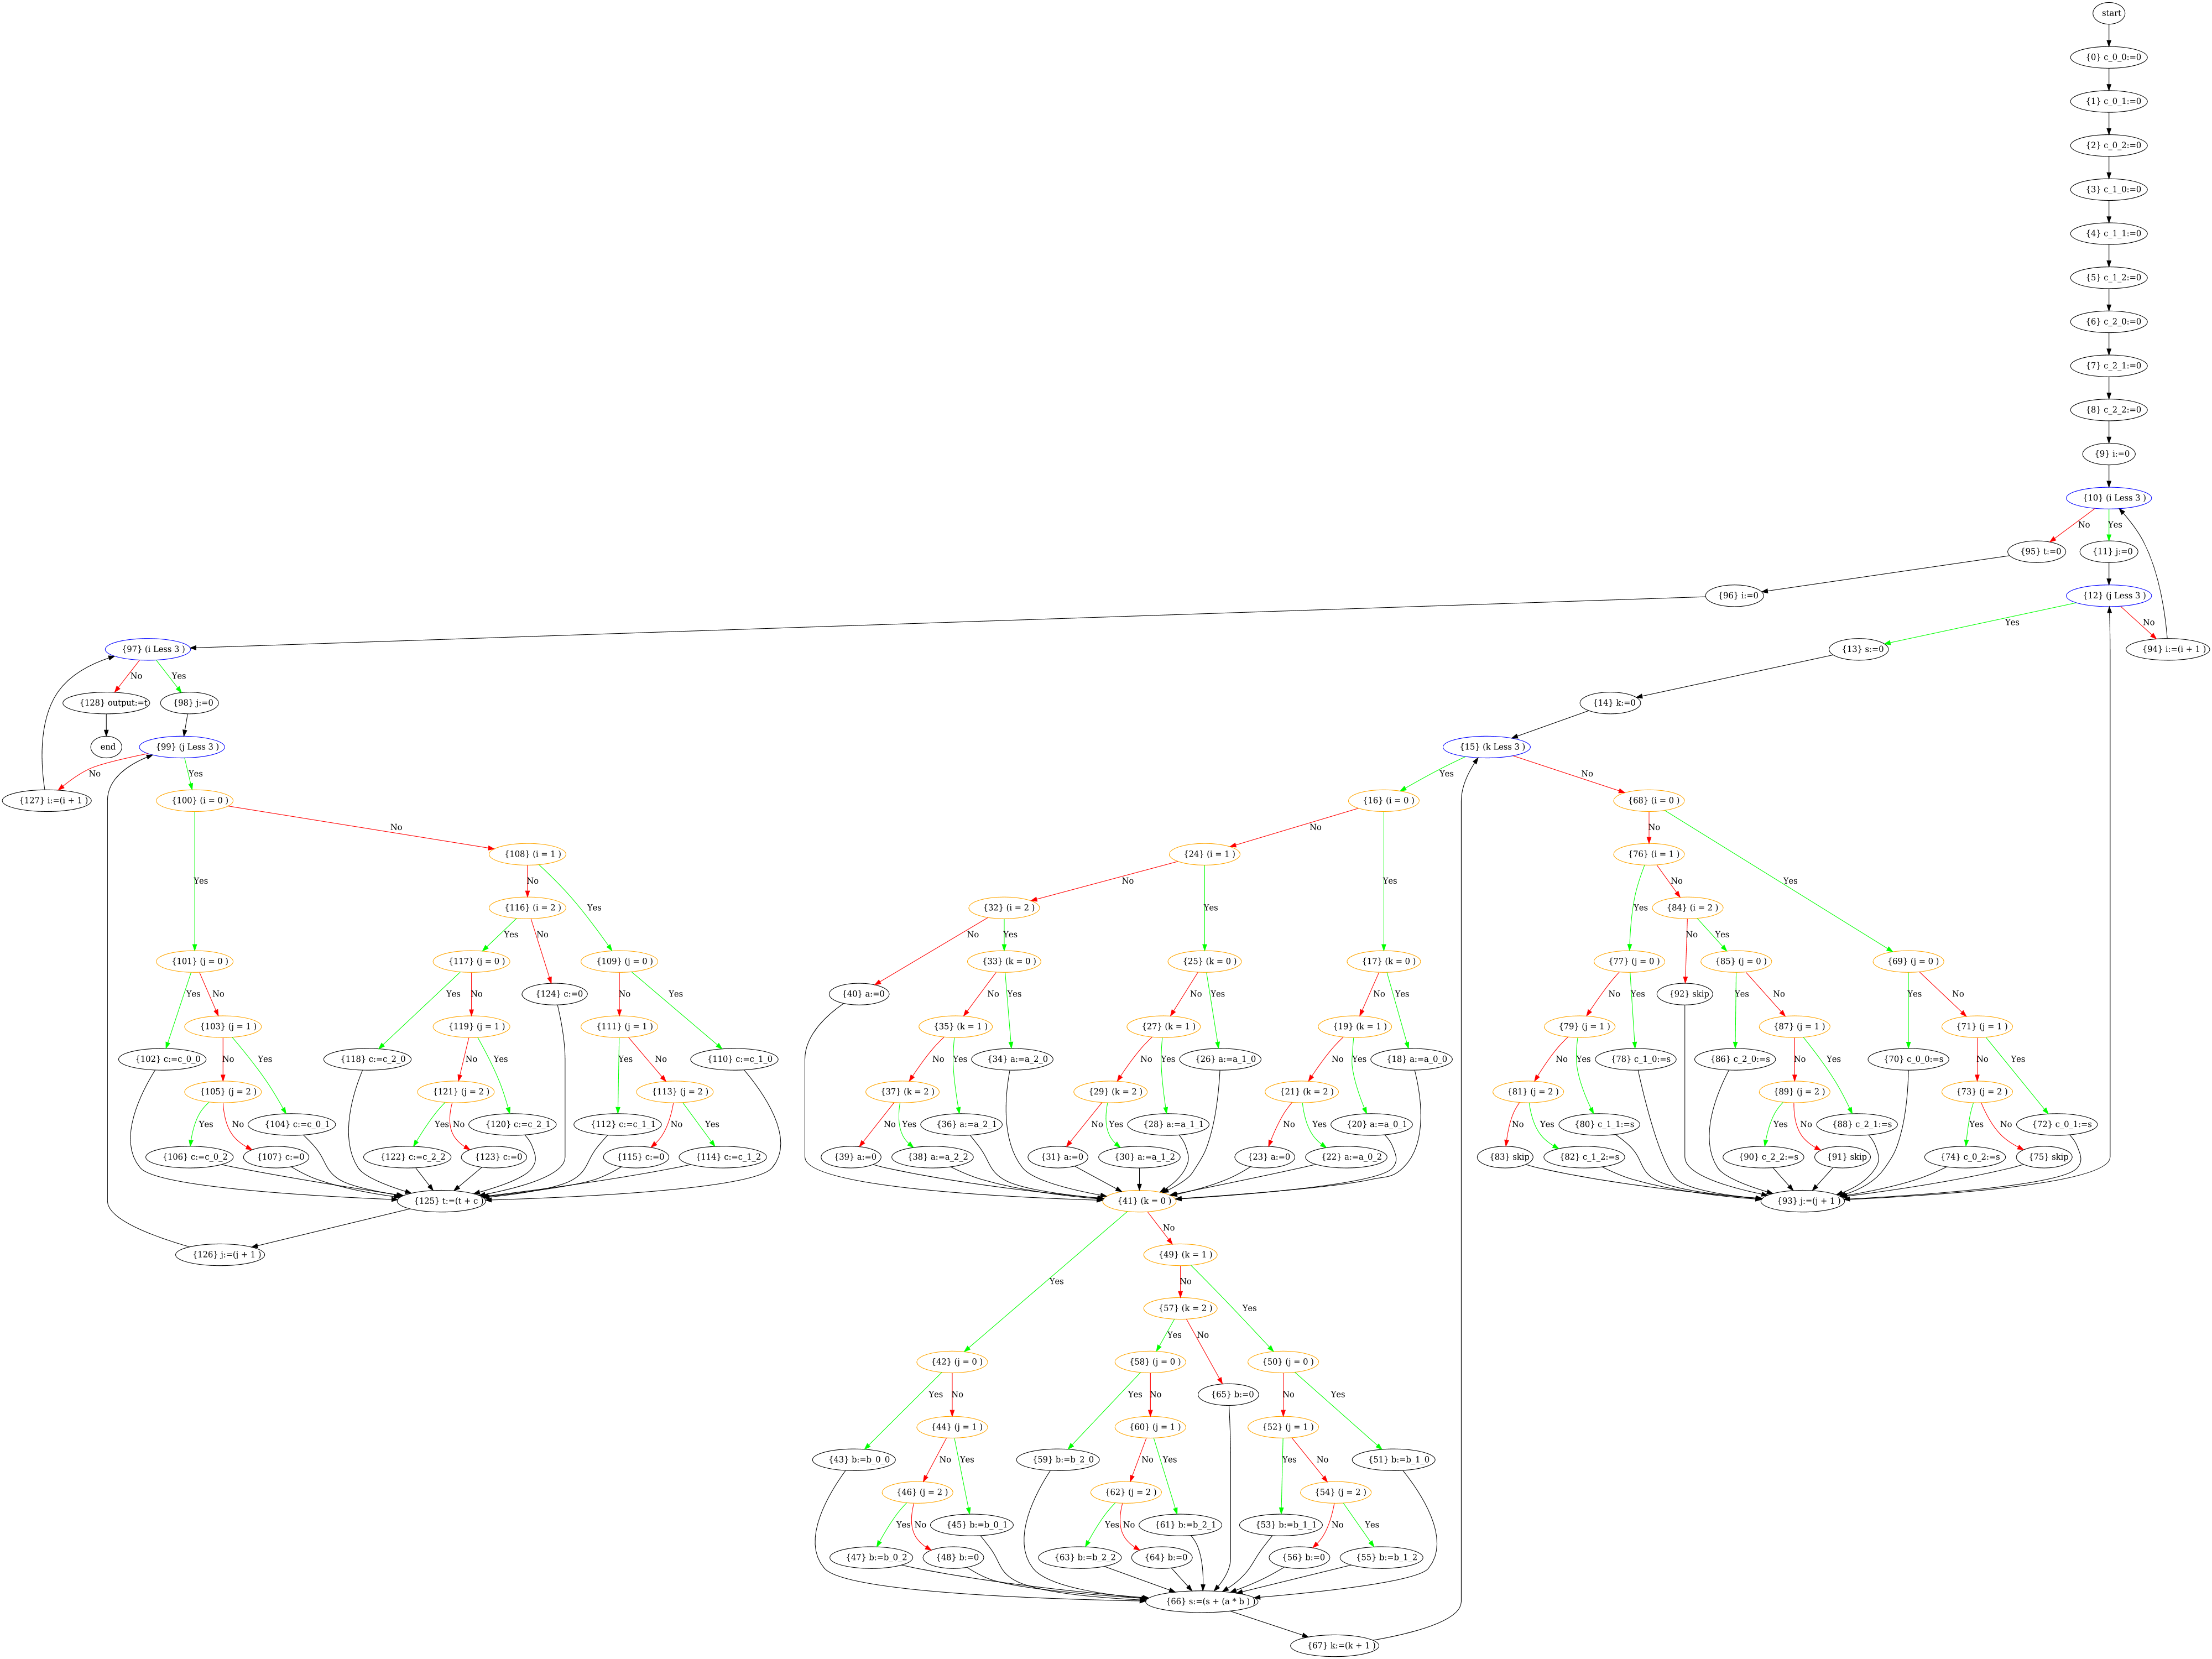 start
{0} c_0_0:=0
{1} c_0_1:=0
{2} c_0_2:=0
{3} c_1_0:=0
{4} c_1_1:=0
{5} c_1_2:=0
{6} c_2_0:=0
{7} c_2_1:=0
{8} c_2_2:=0
{9} i:=0
{10} (i Less 3 )
No
Yes
{95} t:=0
{11} j:=0
{96} i:=0
{12} (j Less 3 )
Yes
No
{97} (i Less 3 )
{13} s:=0
{94} i:=(i + 1 )
No
Yes
{128} output:=t
{98} j:=0
{14} k:=0
end
{99} (j Less 3 )
{15} (k Less 3 )
No
Yes
Yes
No
{127} i:=(i + 1 )
{100} (i = 0 )
{16} (i = 0 )
{68} (i = 0 )
No
No
No
{108} (i = 1 )
{24} (i = 1 )
{76} (i = 1 )
Yes
No
No
Yes
No
Yes
{116} (i = 2 )
{32} (i = 2 )
{84} (i = 2 )
Yes
Yes
Yes
Yes
No
No
Yes
Yes
No
Yes
{101} (j = 0 )
{117} (j = 0 )
{109} (j = 0 )
{33} (k = 0 )
{25} (k = 0 )
{17} (k = 0 )
{77} (j = 0 )
{85} (j = 0 )
{69} (j = 0 )
Yes
No
Yes
No
{124} c:=0
No
Yes
{40} a:=0
No
Yes
No
Yes
No
Yes
No
Yes
{92} skip
Yes
No
Yes
No
{103} (j = 1 )
{119} (j = 1 )
{111} (j = 1 )
{35} (k = 1 )
{27} (k = 1 )
{19} (k = 1 )
{79} (j = 1 )
{87} (j = 1 )
{71} (j = 1 )
{102} c:=c_0_0
No
Yes
{118} c:=c_2_0
No
Yes
Yes
No
{110} c:=c_1_0
No
Yes
{34} a:=a_2_0
No
Yes
{26} a:=a_1_0
No
Yes
{18} a:=a_0_0
No
Yes
{78} c_1_0:=s
{86} c_2_0:=s
No
Yes
{70} c_0_0:=s
No
Yes
{105} (j = 2 )
{121} (j = 2 )
{113} (j = 2 )
{37} (k = 2 )
{29} (k = 2 )
{21} (k = 2 )
{81} (j = 2 )
{89} (j = 2 )
{73} (j = 2 )
Yes
No
{104} c:=c_0_1
Yes
No
{120} c:=c_2_1
{112} c:=c_1_1
No
Yes
No
Yes
{36} a:=a_2_1
No
Yes
{28} a:=a_1_1
No
Yes
{20} a:=a_0_1
No
Yes
{80} c_1_1:=s
Yes
No
{88} c_2_1:=s
Yes
No
{72} c_0_1:=s
{106} c:=c_0_2
{107} c:=0
{122} c:=c_2_2
{123} c:=0
{115} c:=0
{114} c:=c_1_2
{39} a:=0
{38} a:=a_2_2
{31} a:=0
{30} a:=a_1_2
{23} a:=0
{22} a:=a_0_2
{83} skip
{82} c_1_2:=s
{90} c_2_2:=s
{91} skip
{74} c_0_2:=s
{75} skip
{125} t:=(t + c )
{41} (k = 0 )
{93} j:=(j + 1 )
No
{126} j:=(j + 1 )
{49} (k = 1 )
Yes
No
Yes
{57} (k = 2 )
Yes
No
{42} (j = 0 )
{58} (j = 0 )
{50} (j = 0 )
Yes
No
Yes
No
{65} b:=0
No
Yes
{44} (j = 1 )
{60} (j = 1 )
{52} (j = 1 )
{43} b:=b_0_0
No
Yes
{59} b:=b_2_0
No
Yes
Yes
No
{51} b:=b_1_0
{46} (j = 2 )
{62} (j = 2 )
{54} (j = 2 )
Yes
No
{45} b:=b_0_1
Yes
No
{61} b:=b_2_1
{53} b:=b_1_1
No
Yes
{47} b:=b_0_2
{48} b:=0
{63} b:=b_2_2
{64} b:=0
{56} b:=0
{55} b:=b_1_2
{66} s:=(s + (a * b ) )
{67} k:=(k + 1 )